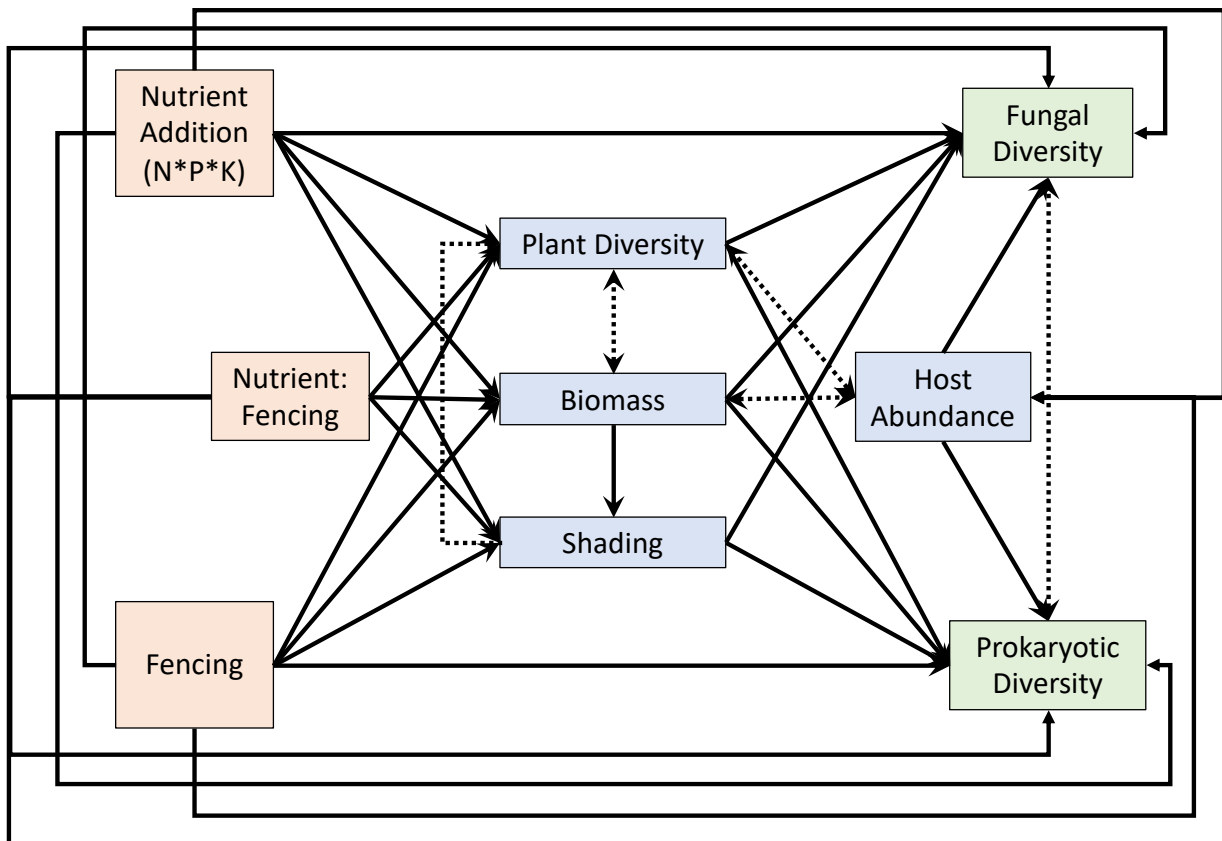 Nutrient
Addition
(N*P*K)
Fungal
Diversity
Plant Diversity
Nutrient:
Fencing
Biomass
Host
Abundance
Shading
Fencing
Prokaryotic
Diversity